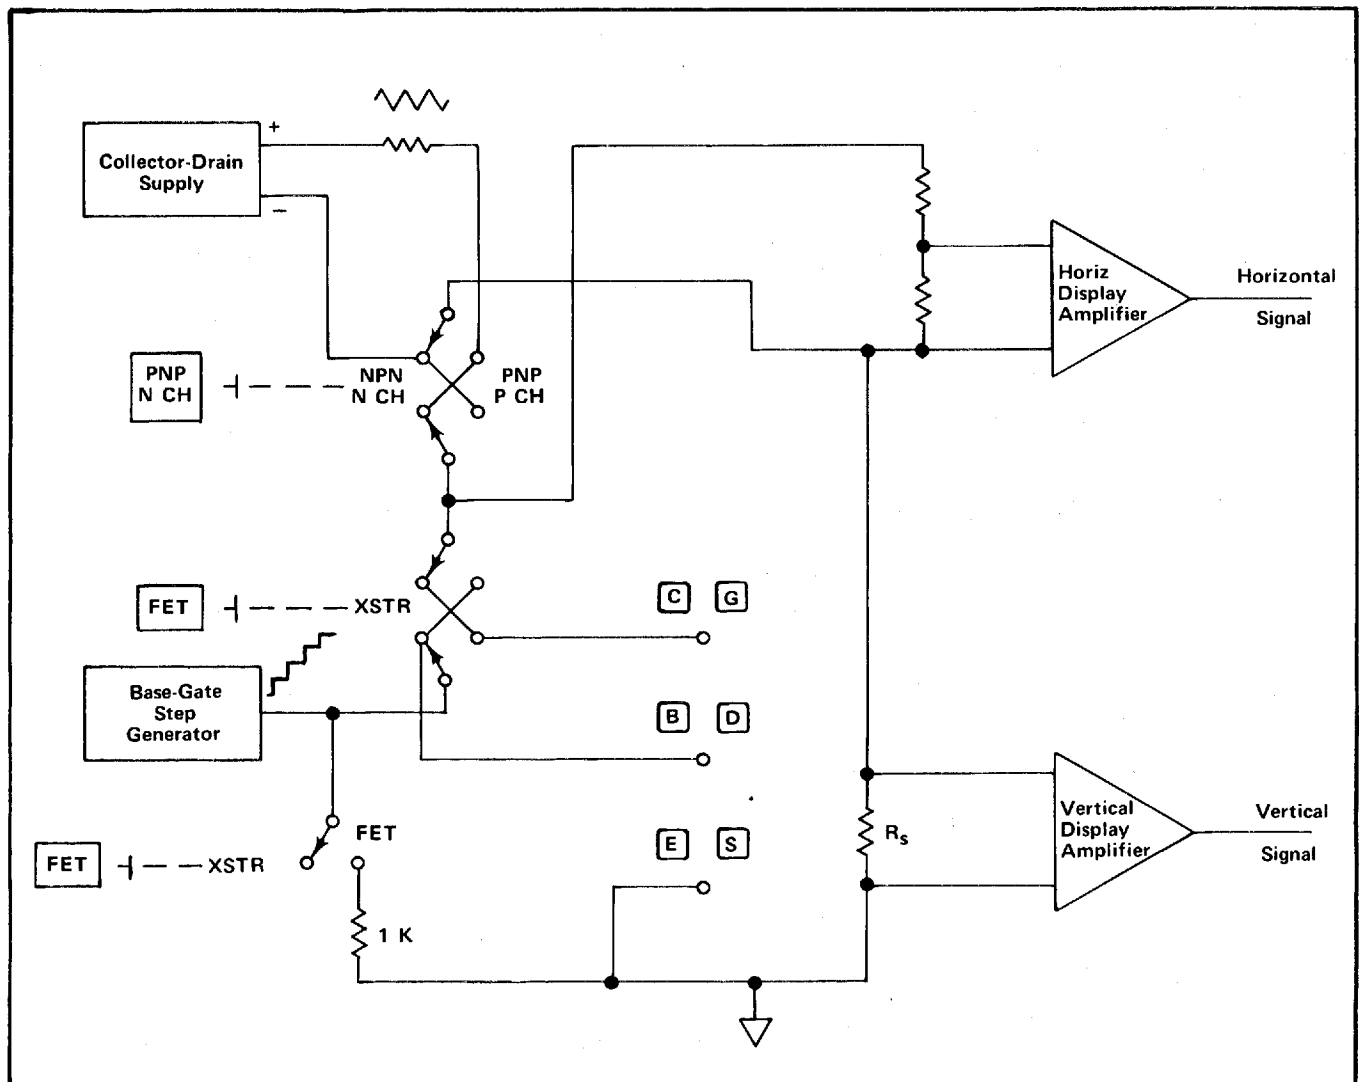 +
Collector-Drain
Supply
—
Horiz
Display
Amplifier
Horizontal
Signal
PNP
N CH
NPN
N CH
PNP
P CH
FET
XSTR
C G
Base-Gate
Step
Generator
B D
FET
XSTR
FET
1 K
E S
Rs
Vertical
Display
Amplifier
Vertical
Signal